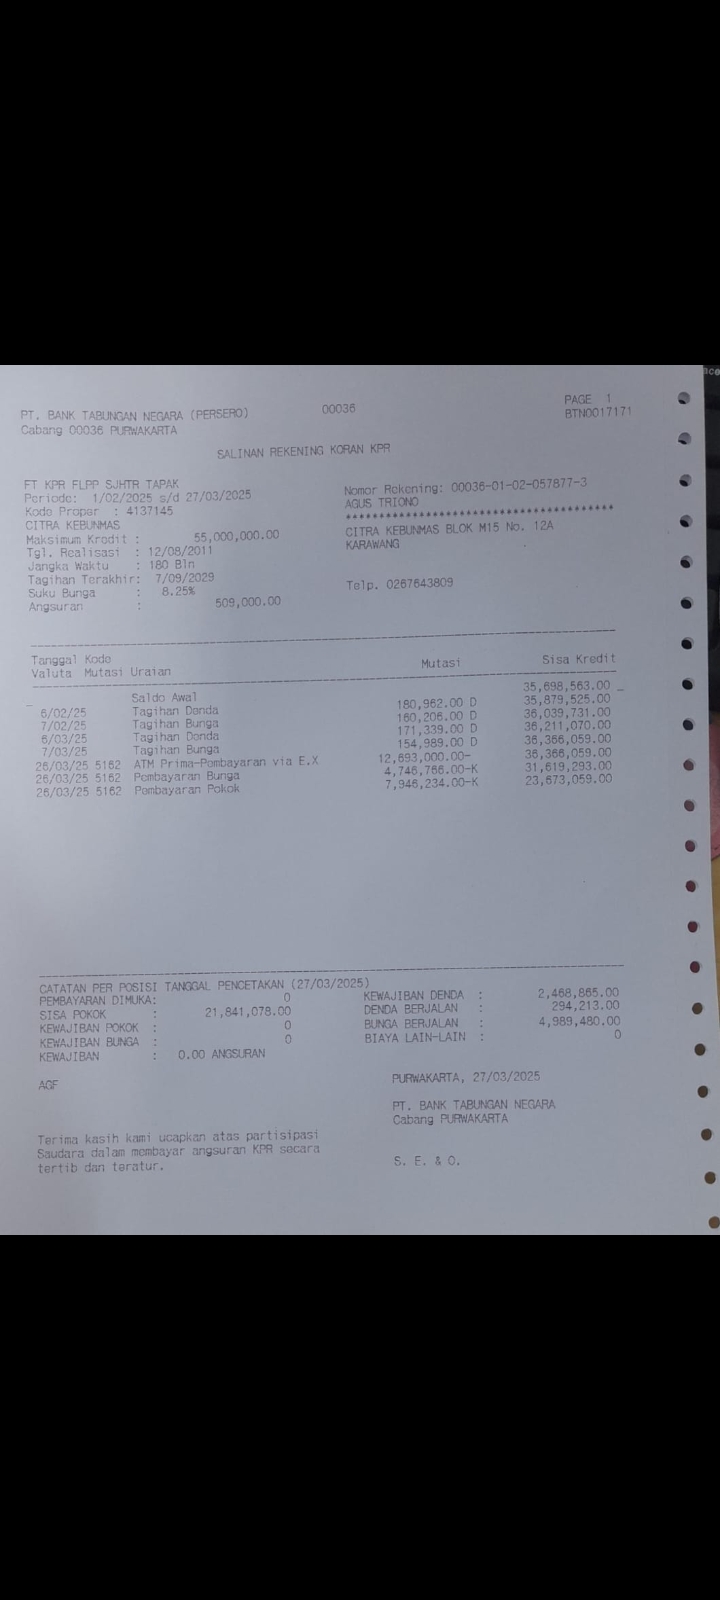 nce
PT. BANK TABUNGAN NEGARA (PERSERO) 00036 PAGE 1
Cabang 00036 PURWAKARTA BTN0017171
SALINAN REKENING KORAN KPR
FT KPR FLPP SJHTR TAPAK Nomor Rekening: 00036-01-02-057877-3
Periode: 1/02/2025 s/d 27/03/2025 AGUS TRIONO
Kode Proper : 4137145 ****************************************
CITRA KEBUNMAS CITRA KEBUNMAS BLOK M15 No. 12A
Maksimum Kredit : 55,000,000.00 KARAWANG
Tgl. Realisasi : 12/08/2011
Jangka Waktu : 180 Bln
Tagihan Terakhir: 7/09/2029 Telp. 0267643809
Suku Bunga : 8.25%
Angsuran : 509,000.00
Tanggal Kode
Valuta Mutasi Uraian Mutasi Sisa Kredit
Saldo Awal 35,698,563.00
6/02/25 Tagihan Denda 180,962.00 D 35,879,525.00
7/02/25 Tagihan Bunga 160,206.00 D 36,039,731.00
6/03/25 Tagihan Denda 171,339.00 D 36,211,070.00
7/03/25 Tagihan Bunga 154,989.00 D 36,366,059.00
26/03/25 5162 ATM Prima-Pembayaran via E.X 12,693,000.00- 36,366,059.00
26/03/25 5162 Pembayaran Bunga 4,746,766.00-K 31,619,293.00
26/03/25 5162 Pembayaran Pokok 7,946,234.00-K 23,673,059.00
CATATAN PER POSISI TANGGAL PENCETAKAN (27/03/2025)
PEMBAYARAN DIMUKA: 0 KEWAJIBAN DENDA : 2,468,865.00
SISA POKOK : 21,841,078.00 DENDA BERJALAN : 294,213.00
KEWAJIBAN POKOK : 0 BUNGA BERJALAN : 4,989,480.00
KEWAJIBAN BUNGA : 0 BIAYA LAIN-LAIN : 0
KEWAJIBAN : 0.00 ANGSURAN
AGF PURWAKARTA, 27/03/2025
PT. BANK TABUNGAN NEGARA
Cabang PURWAKARTA
Terima kasih kami ucapkan atas partisipasi
Saudara dalam membayar angsuran KPR secara
tertib dan teratur. S. E. & O.